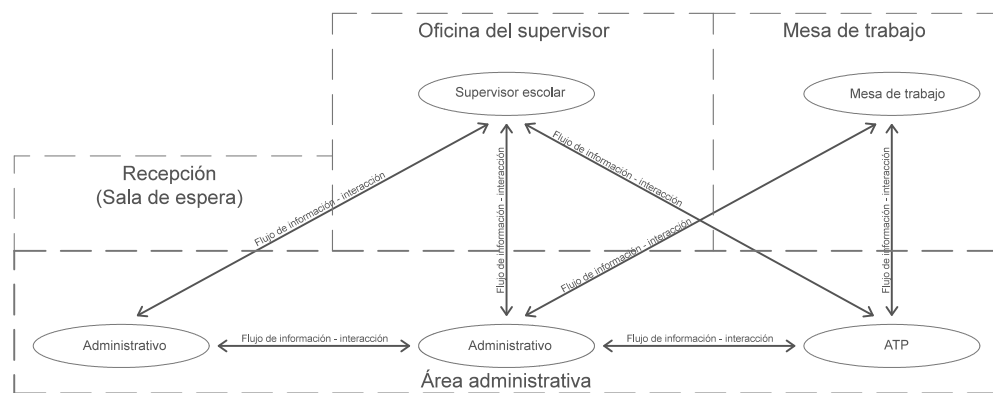 Oficina del supervisor
Mesa de trabajo
Supervisor escolar
Mesa de trabajo
Recepción
(Sala de espera)
Flujo de información - interacción
Flujo de información - interacción
Flujo de información - interacción
Flujo de información - interacción
Flujo de información - interacción
Administrativo
Flujo de información - interacción
Administrativo
Flujo de información - interacción
ATP
Área administrativa